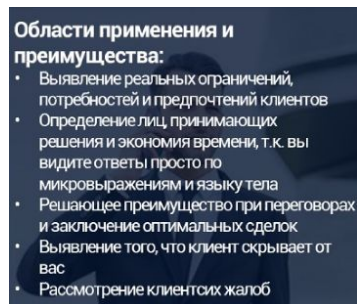 Области применения и
преимущества:
• Выявление реальных ограничений,
потребностей и предпочтений клиентов
• Определение лиц, принимающих
решения и экономия времени, т.к. вы
видите ответы просто по
микровыражениям и языку тела
• Решающее преимущество при переговорах
и заключение оптимальных сделок
• Выявление того, что клиент скрывает от
вас
• Рассмотрение клиентсих жалоб